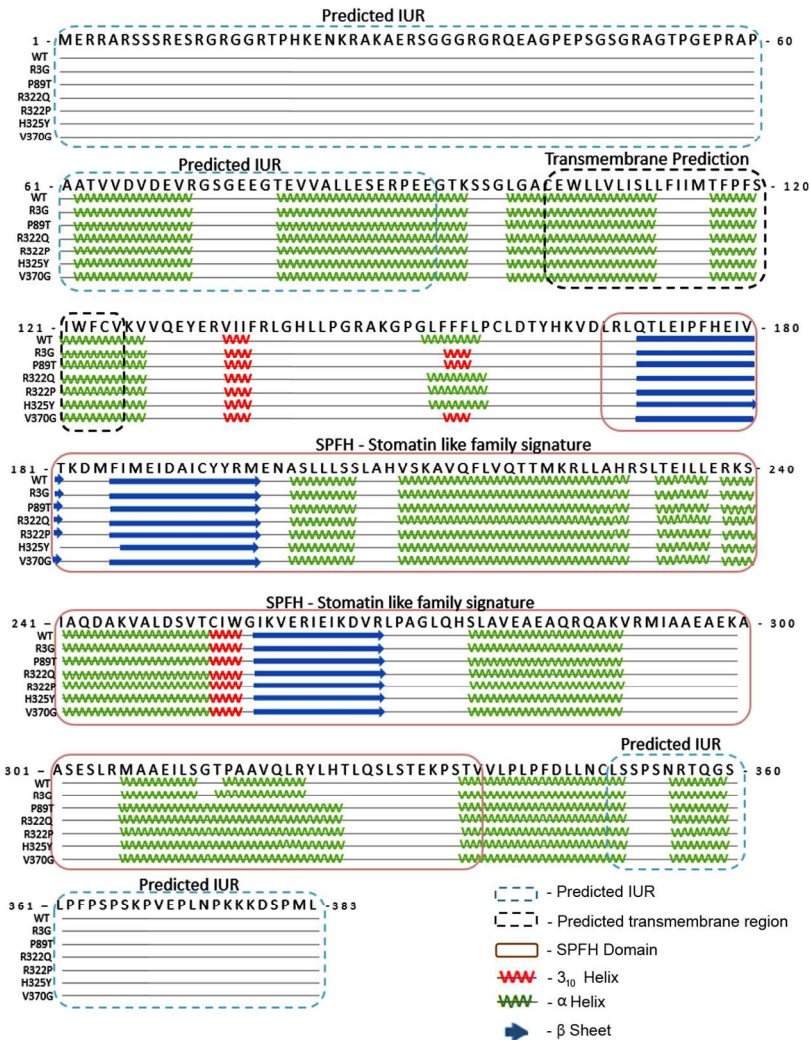 Predicted IUR
1 - MERRARSSSRESRGRGGRTPHKENKRAKAERSGGGRGRQEAGPEPSGSGRAGTPGEPRAP - 60
WT
R3G
P89T
R322Q
R322P
H325Y
V370G
Predicted IUR Transmembrane Prediction
61 - AATVVDVDEVRGSGEEGTEVVALLESERPEEGTKSSGLGACEWLLVLISLLFIIMTFPFS - 120
WT
R3G
P89T
R322Q
R322P
H325Y
V370G
121 - IWFCVKVVQEYERVIIFRLGHLLPGRAKGPGLFFFLPCLDTYHKVDLRLQTLEIPFHEIV - 180
WT
R3G
P89T
R322Q
R322P
H325Y
V370G
SPFH - Stomatin like family signature
181 - TKDMFIMEIDAICYYRMENASLLLSSLAHVSKAVQFLVQTTMKRLLAHRSLTEILLERKS - 240
WT
R3G
P89T
R322Q
R322P
H325Y
V370G
SPFH - Stomatin like family signature
241 - IAQDAKVALDSVTCIWGIKVERIEIKDVRLPAGLQHSLAVEAEAQRQAKVRMIAAEAEKA - 300
WT
R3G
P89T
R322Q
R322P
H325Y
V370G
Predicted IUR
301 - ASESLRMAAEILSGTPAAVQLRYLHTLQSLSTEKPSTVVLPLPFDLLNCLSSPSNRTQGS - 360
WT
R3G
P89T
R322Q
R322P
H325Y
V370G
Predicted IUR
361 - LPFPSPSKPVEPLNPKKKDSPML - 383
WT
R3G
P89T
R322Q
R322P
H325Y
V370G
- Predicted IUR
- Predicted transmembrane region
- SPFH Domain
- 3₁₀ Helix
- α Helix
- β Sheet